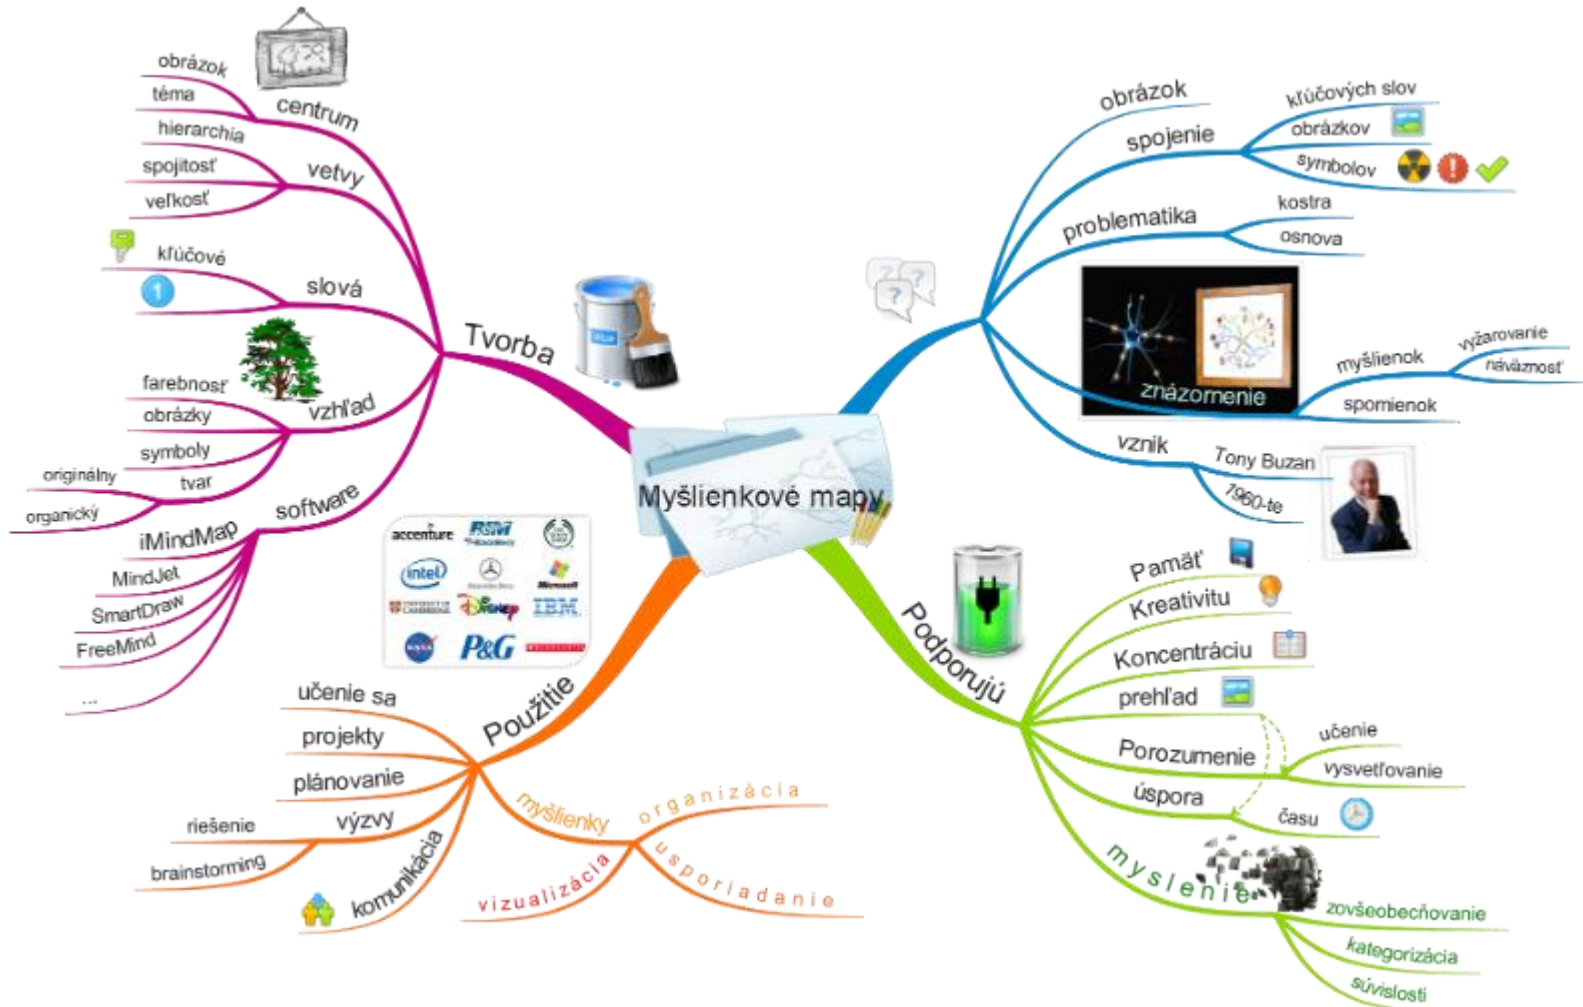 Myšlienkové mapy
Tvorba
centrum
obrázok
téma
vetvy
hierarchia
spojitosť
veľkosť
slová
kľúčové
1
vzhľad
farebnosť
obrázky
symboly
tvar
originálny
organický
software
iMindMap
MindJet
SmartDraw
FreeMind
...
obrázok
spojenie
kľúčových slov
obrázkov
symbolov
problematika
kostra
osnova
znázornenie
myšlienok
vyžarovanie
náväznosť
spomienok
vznik
Tony Buzan
1960-te
Podporujú
Pamäť
Kreativitu
Koncentráciu
prehľad
Porozumenie
učenie
vysvetľovanie
úspora
času
myslenie
zovšeobecňovanie
kategorizácia
súvislosti
Použitie
učenie sa
projekty
plánovanie
výzvy
riešenie
brainstorming
komunikácia
myšlienky
organizácia
usporiadanie
vizualizácia
accenture
intel
Microsoft
Disney
IBM
NASA
P&G